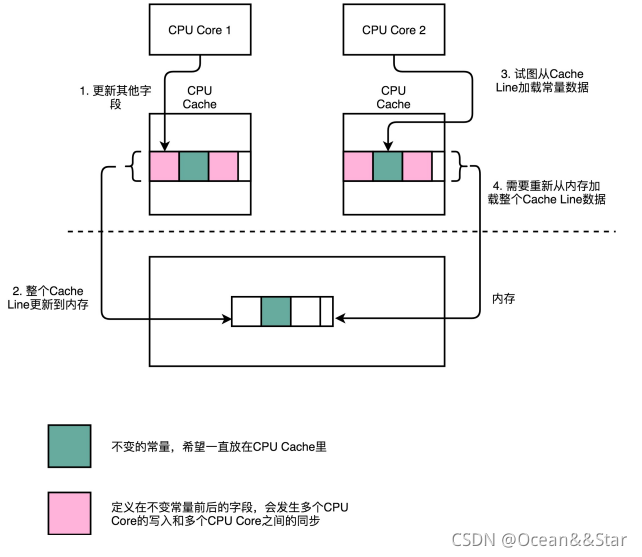 CPU Core 1
CPU Core 2
1. 更新其他字
段
CPU
Cache
CPU
Cache
3. 试图从Cache
Line加载常量数据
4. 需要重新从内存加
载整个Cache Line数据
2. 整个Cache
Line更新到内存
内存
不变的常量，希望一直放在CPU Cache里
定义在不变常量前后的字段，会发生多个CPU
Core的写入和多个CPU Core之间的同步
CSDN @Ocean&&Star